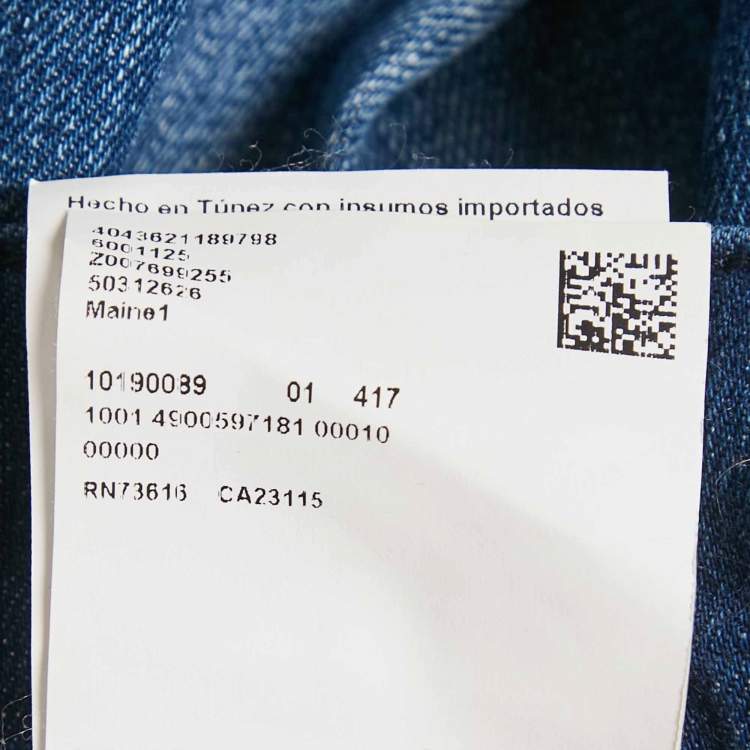 Hecho en Túnez con insumos importados
4043621189798
6001125
Z007699255
50312626
Maine1
10190089 01 417
1001 4900597181 00010
00000
RN73616 CA23115